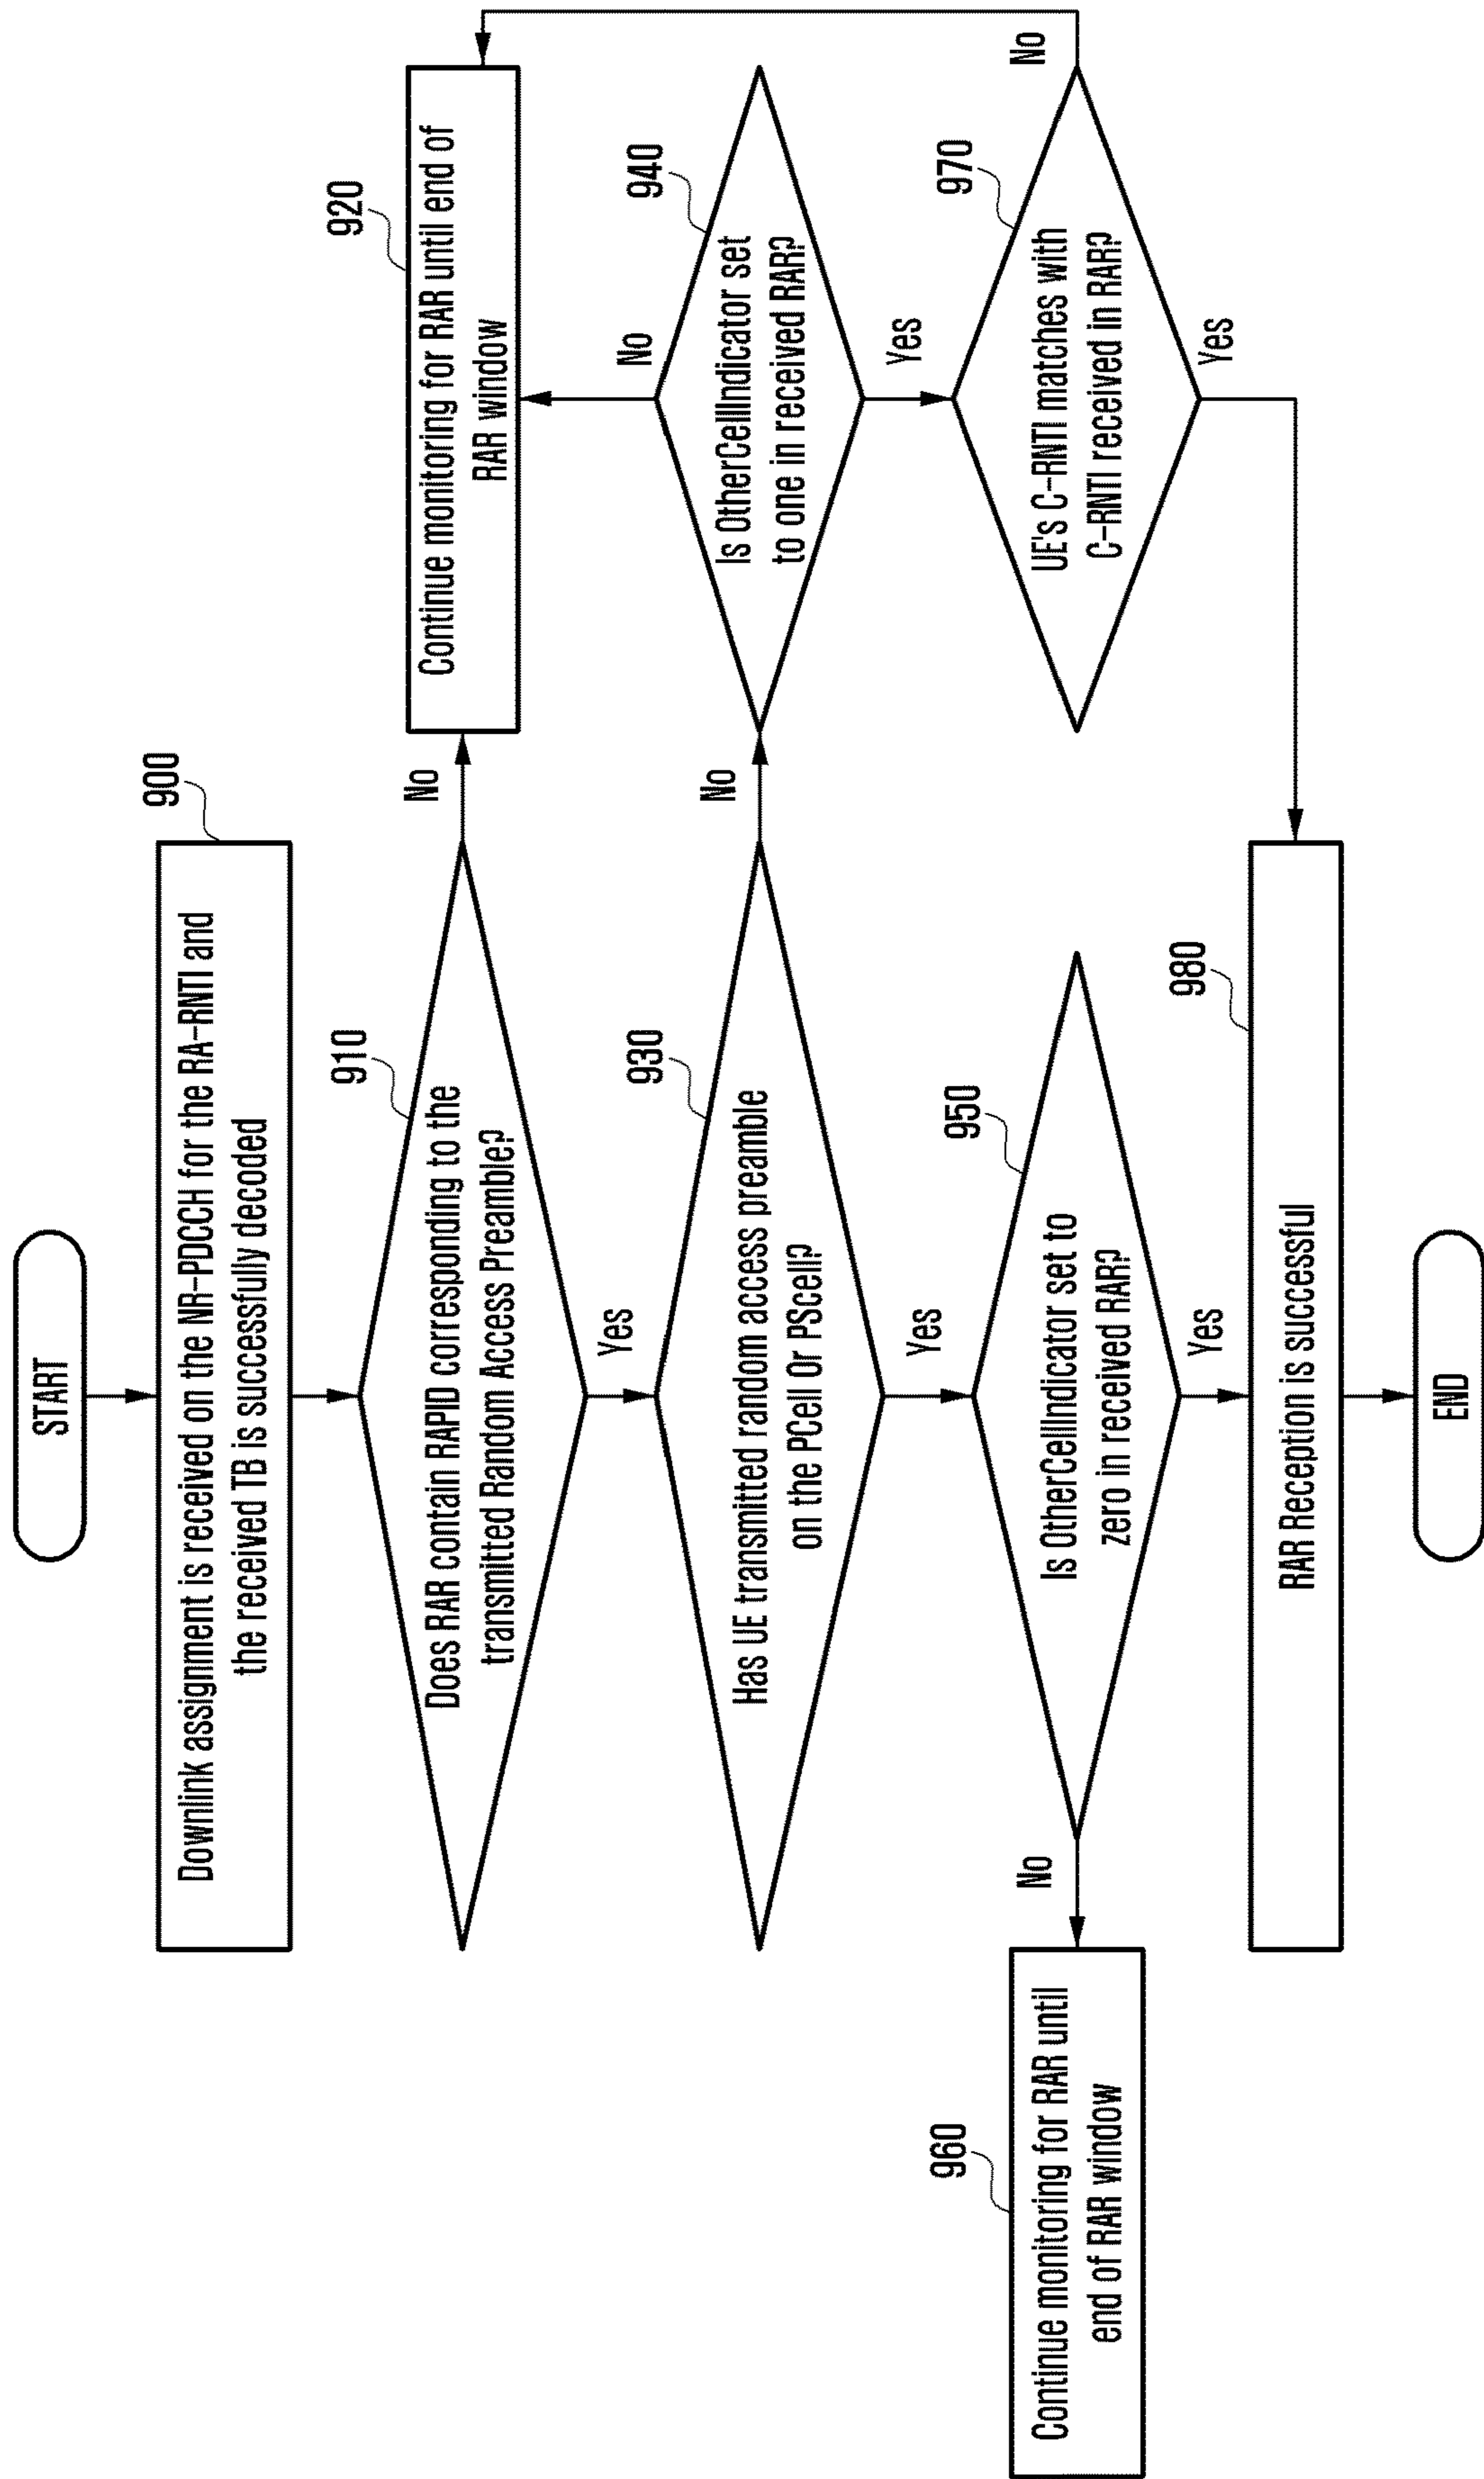 START
900
Downlink assignment is received on the NR-PDCCH for the RA-RNTI and
the received TB is successfully decoded
910
Does RAR contain RAPID corresponding to the
transmitted Random Access Preamble?
No
920
Continue monitoring for RAR until end of
RAR window
Yes
930
Has UE transmitted random access preamble
on the PCell Or PScell?
No
940
Is OtherCellIndicator set
to one in received RAR?
No
Yes
Yes
950
Is OtherCellIndicator set to
zero in received RAR?
No
960
Continue monitoring for RAR until
end of RAR window
970
UE's C-RNTI matches with
C-RNTI received in RAR?
No
Yes
Yes
980
RAR Reception is successful
END